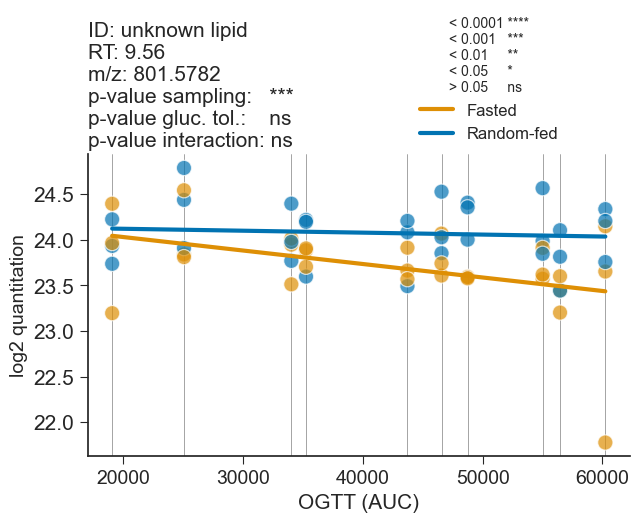 ID: unknown lipid
RT: 9.56
m/z: 801.5782
p-value sampling: ***
p-value gluc. tol.: ns
p-value interaction: ns
< 0.0001 ****
< 0.001 ***
< 0.01 **
< 0.05 *
> 0.05 ns
Fasted
Random-fed
log2 quantitation
24.5
24.0
23.5
23.0
22.5
22.0
20000 30000 40000 50000 60000
OGTT (AUC)